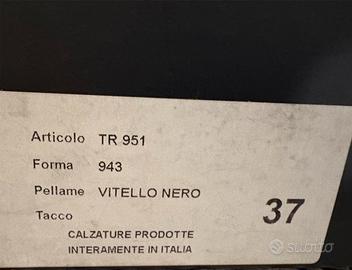 Articolo TR 951
Forma 943
Pellame VITELLO NERO
Tacco
37
CALZATURE PRODOTTE
INTERAMENTE IN ITALIA
SUBITO